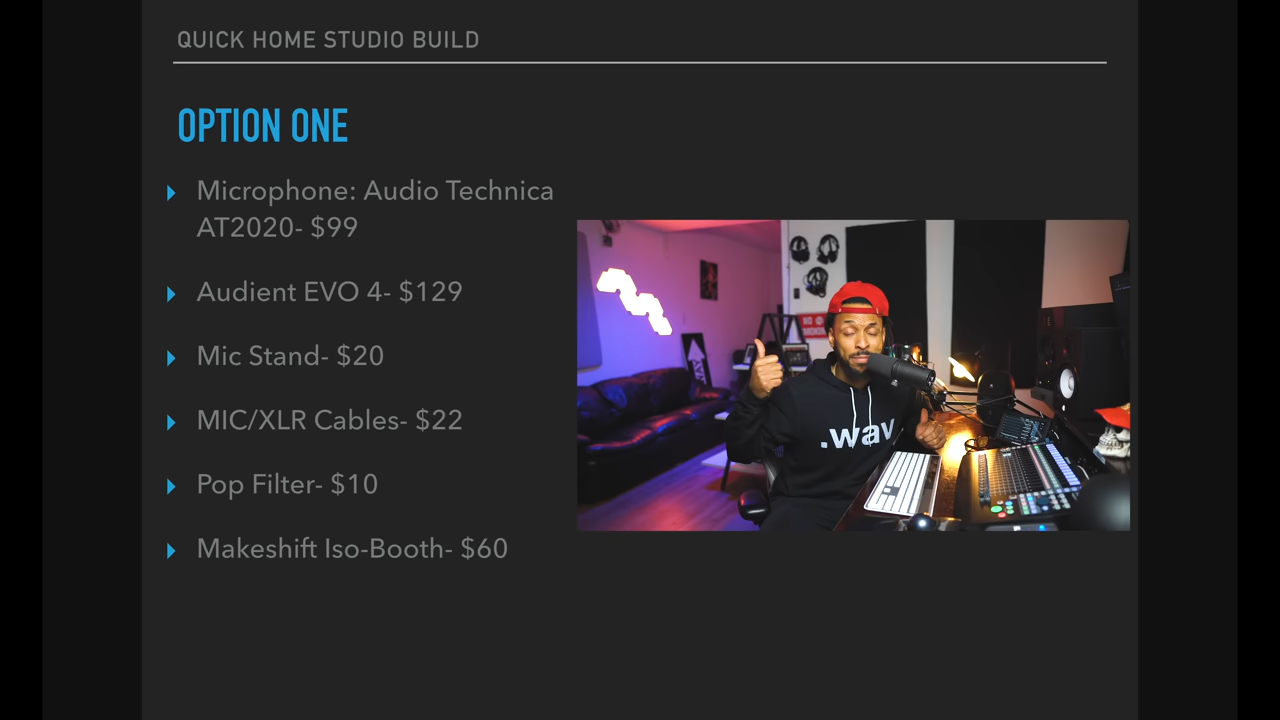 QUICK HOME STUDIO BUILD
OPTION ONE
Microphone: Audio Technica
AT2020- $99
Audient EVO 4- $129
Mic Stand- $20
MIC/XLR Cables- $22
Pop Filter- $10
Makeshift Iso-Booth- $60
.wav